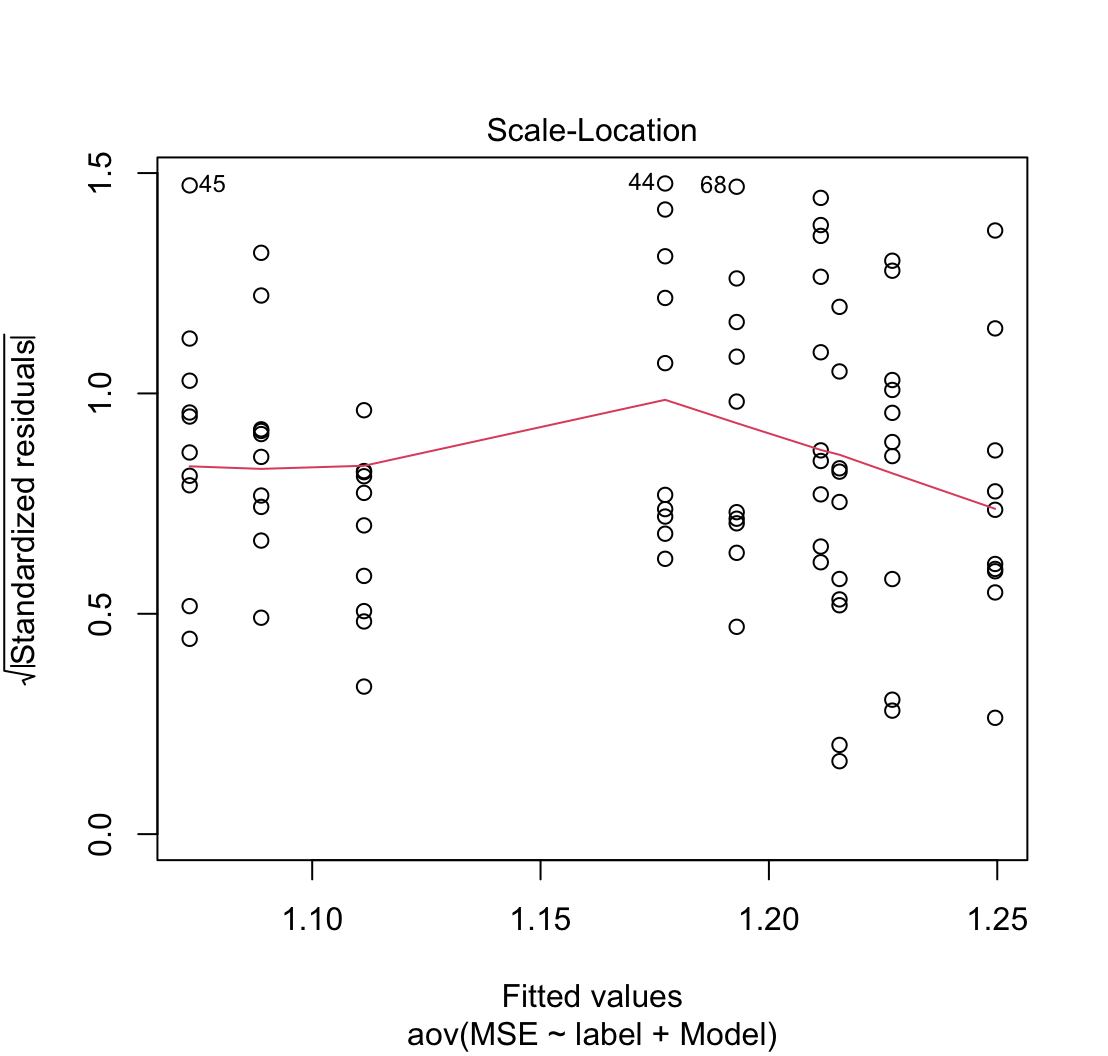 Scale-Location
√|Standardized residuals|
1.5
1.0
0.5
0.0
45
44
68
1.10 1.15 1.20 1.25
Fitted values
aov(MSE ~ label + Model)